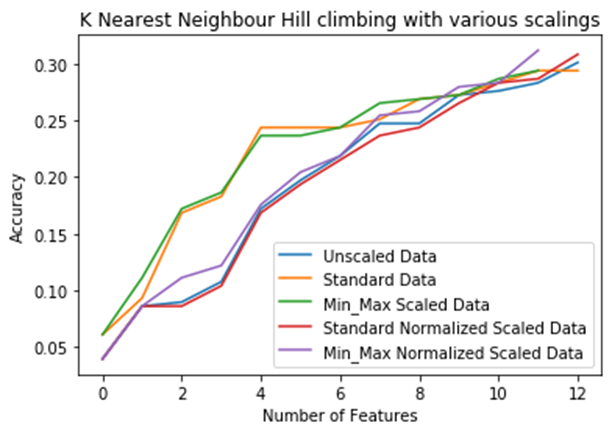 K Nearest Neighbour Hill climbing with various scalings
0.30
0.25
0.20
0.15
0.10
0.05
Accuracy
Unscaled Data
Standard Data
Min_Max Scaled Data
Standard Normalized Scaled Data
Min_Max Normalized Scaled Data
0 2 4 6 8 10 12
Number of Features